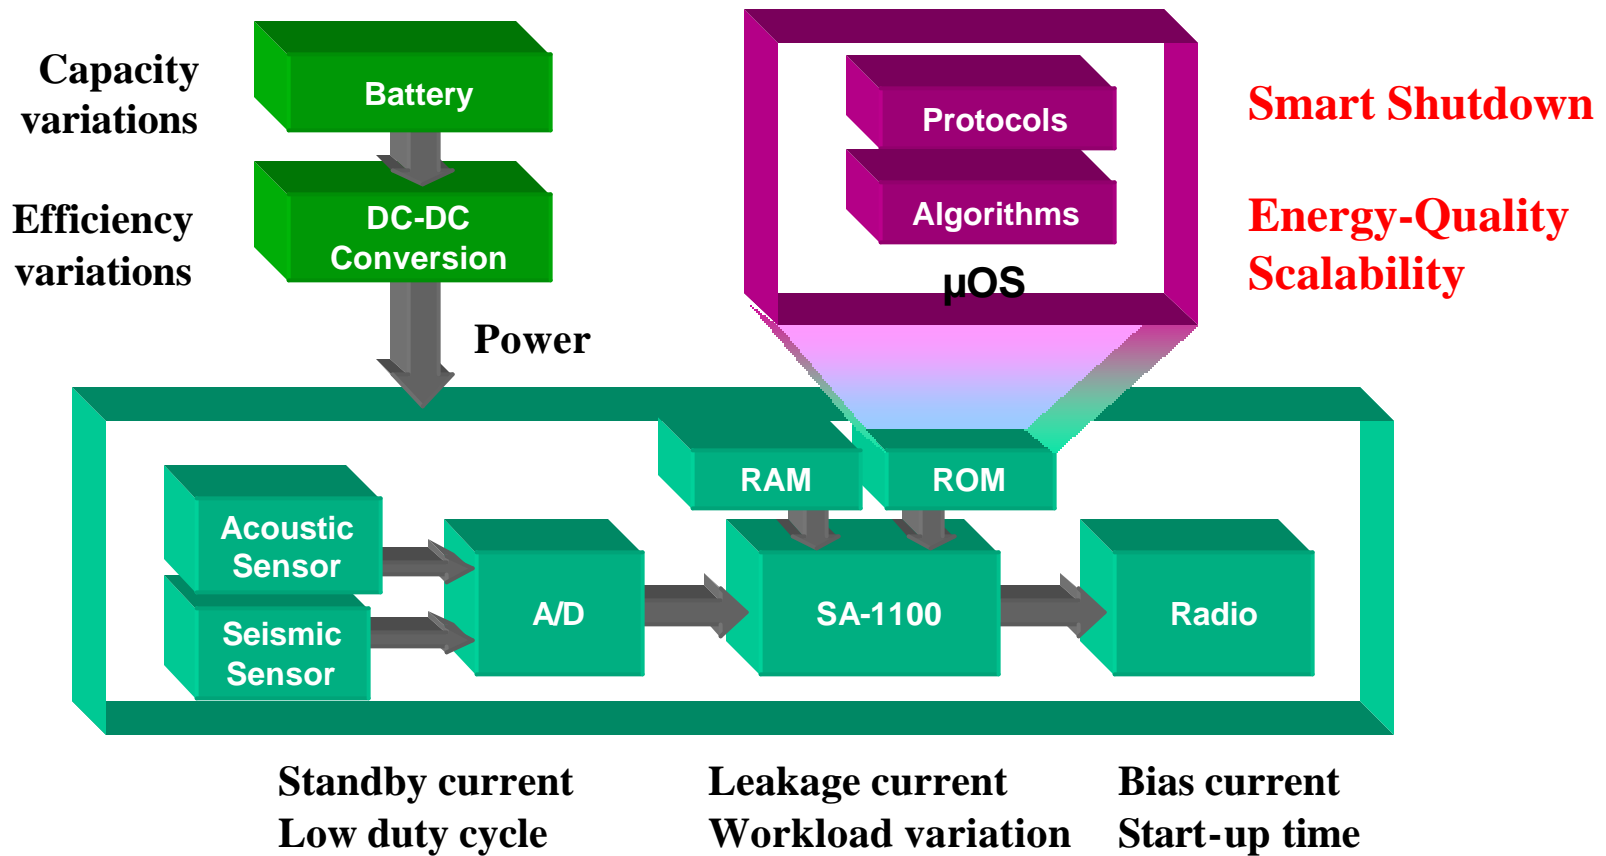 Capacity
variations
Battery
Protocols
Smart Shutdown
Efficiency
variations
DC-DC
Conversion
Algorithms
Energy-Quality
Scalability
µOS
Power
RAM
ROM
Acoustic
Sensor
Seismic
Sensor
A/D
SA-1100
Radio
Standby current
Low duty cycle
Leakage current
Workload variation
Bias current
Start-up time